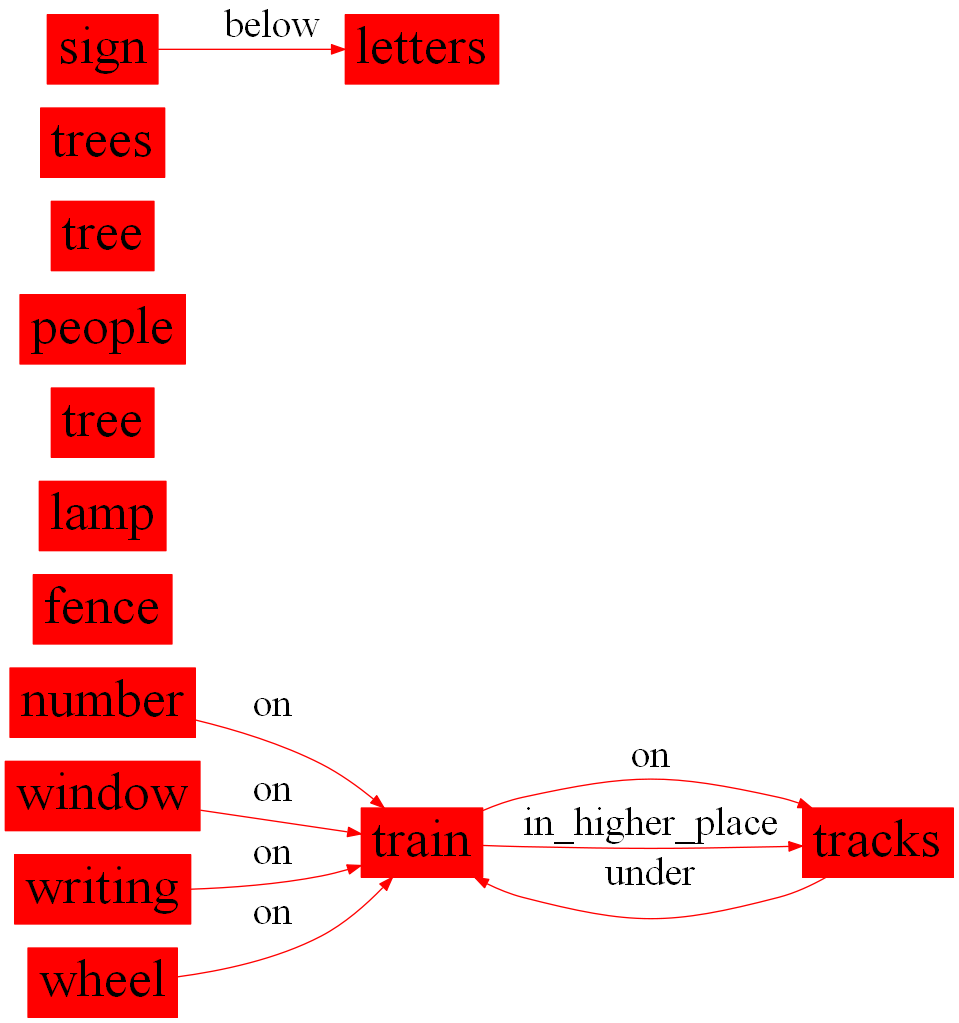 sign below letters
trees
tree
people
tree
lamp
fence
number on
window on
writing on
wheel on
train
on
in_higher_place
under
tracks